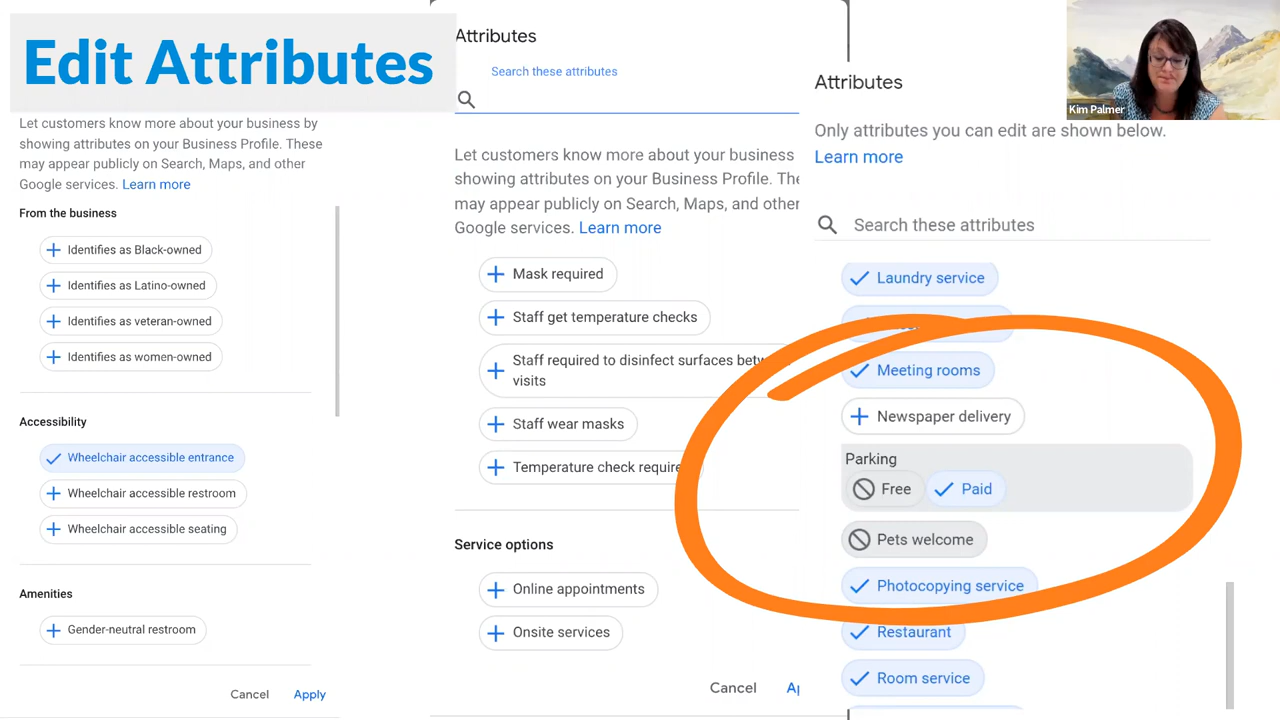 Edit Attributes
Let customers know more about your business by
showing attributes on your Business Profile. These
may appear publicly on Search, Maps, and other
Google services. Learn more
From the business
Identifies as Black-owned
Identifies as Latino-owned
Identifies as veteran-owned
Identifies as women-owned
Accessibility
Wheelchair accessible entrance
Wheelchair accessible restroom
Wheelchair accessible seating
Amenities
Gender-neutral restroom
Cancel Apply
Attributes
Search these attributes
Let customers know more about your business
showing attributes on your Business Profile. The
may appear publicly on Search, Maps, and other
Google services. Learn more
Mask required
Staff get temperature checks
Staff required to disinfect surfaces betw
visits
Staff wear masks
Temperature check require
Service options
Online appointments
Onsite services
Cancel Ap
Attributes
Only attributes you can edit are shown below.
Learn more
Search these attributes
Laundry service
Meeting rooms
Newspaper delivery
Parking
Free Paid
Pets welcome
Photocopying service
Restaurant
Room service
Kim Palmer